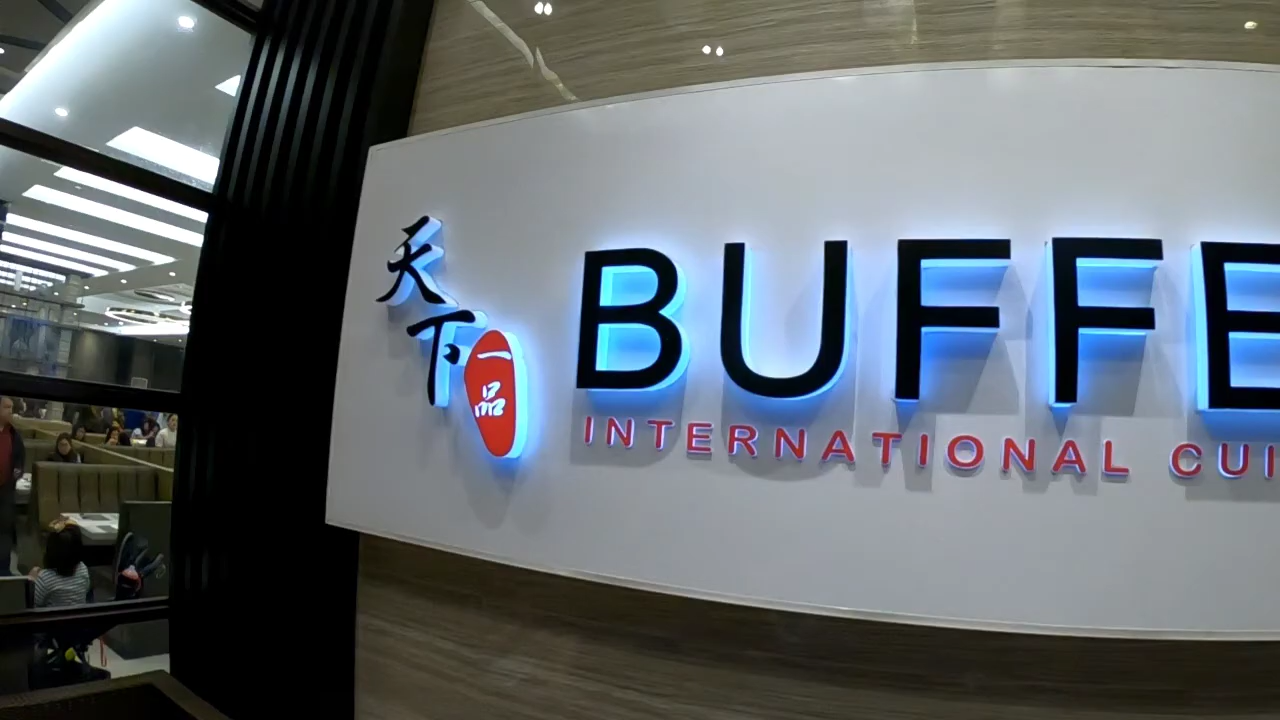 天下
一品
BUFFE
INTERNATIONAL CUI